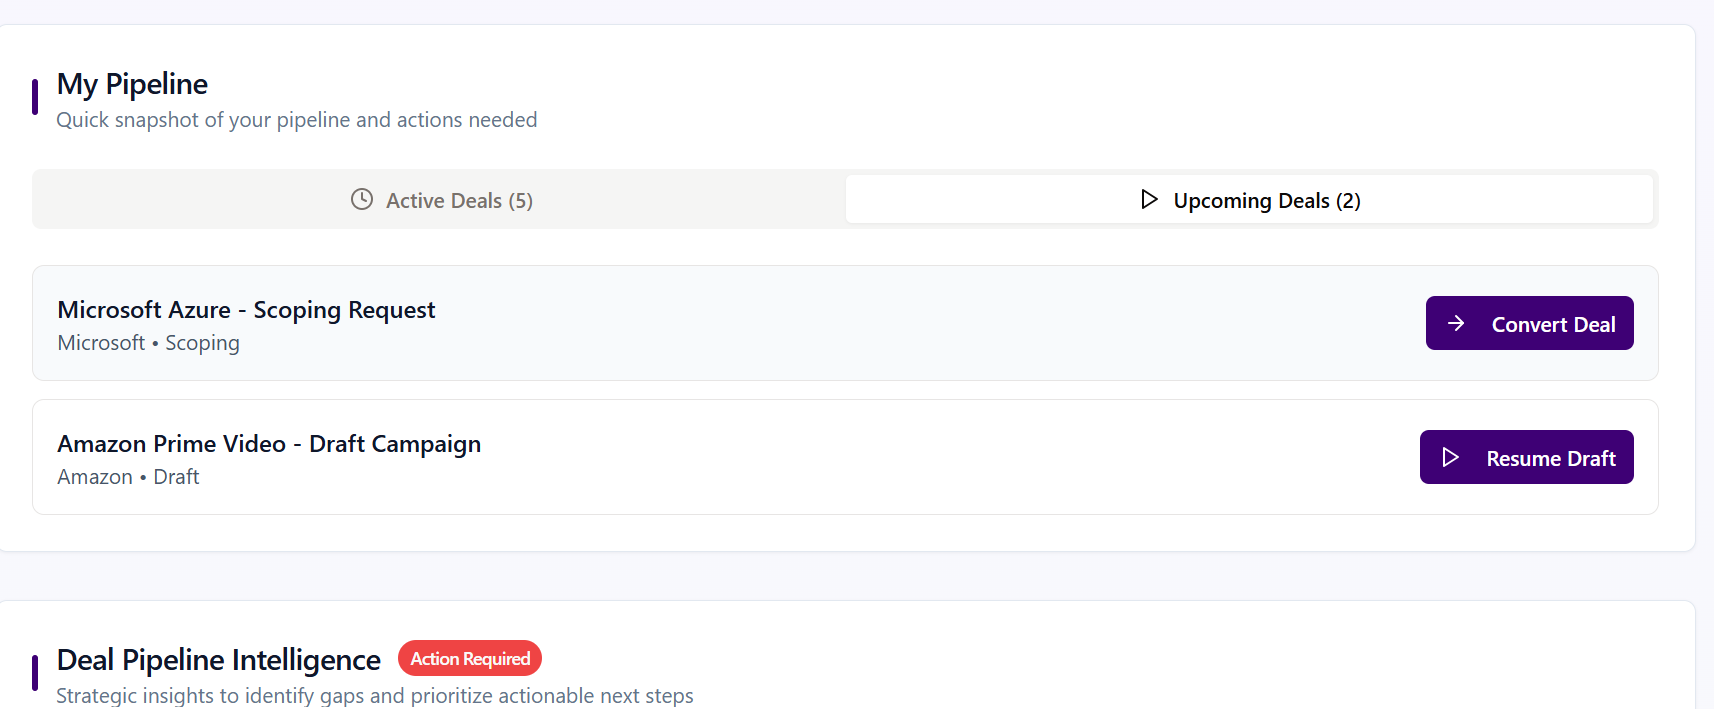 My Pipeline
Quick snapshot of your pipeline and actions needed
Active Deals (5)
Upcoming Deals (2)
Microsoft Azure - Scoping Request
Microsoft • Scoping
Convert Deal
Amazon Prime Video - Draft Campaign
Amazon • Draft
Resume Draft
Deal Pipeline Intelligence
Action Required
Strategic insights to identify gaps and prioritize actionable next steps